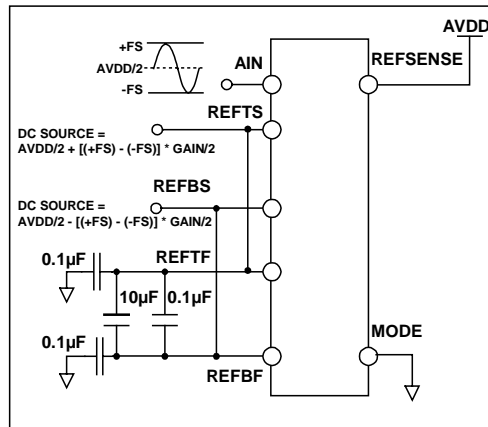 +FS
AVDD/2
-FS
AIN
REFSENSE
AVDD
REFTS
DC SOURCE =
AVDD/2 + [(+FS) - (-FS)] * GAIN/2
REFBS
DC SOURCE =
AVDD/2 - [(+FS) - (-FS)] * GAIN/2
0.1µF
REFTF
10µF
0.1µF
0.1µF
REFBF
MODE